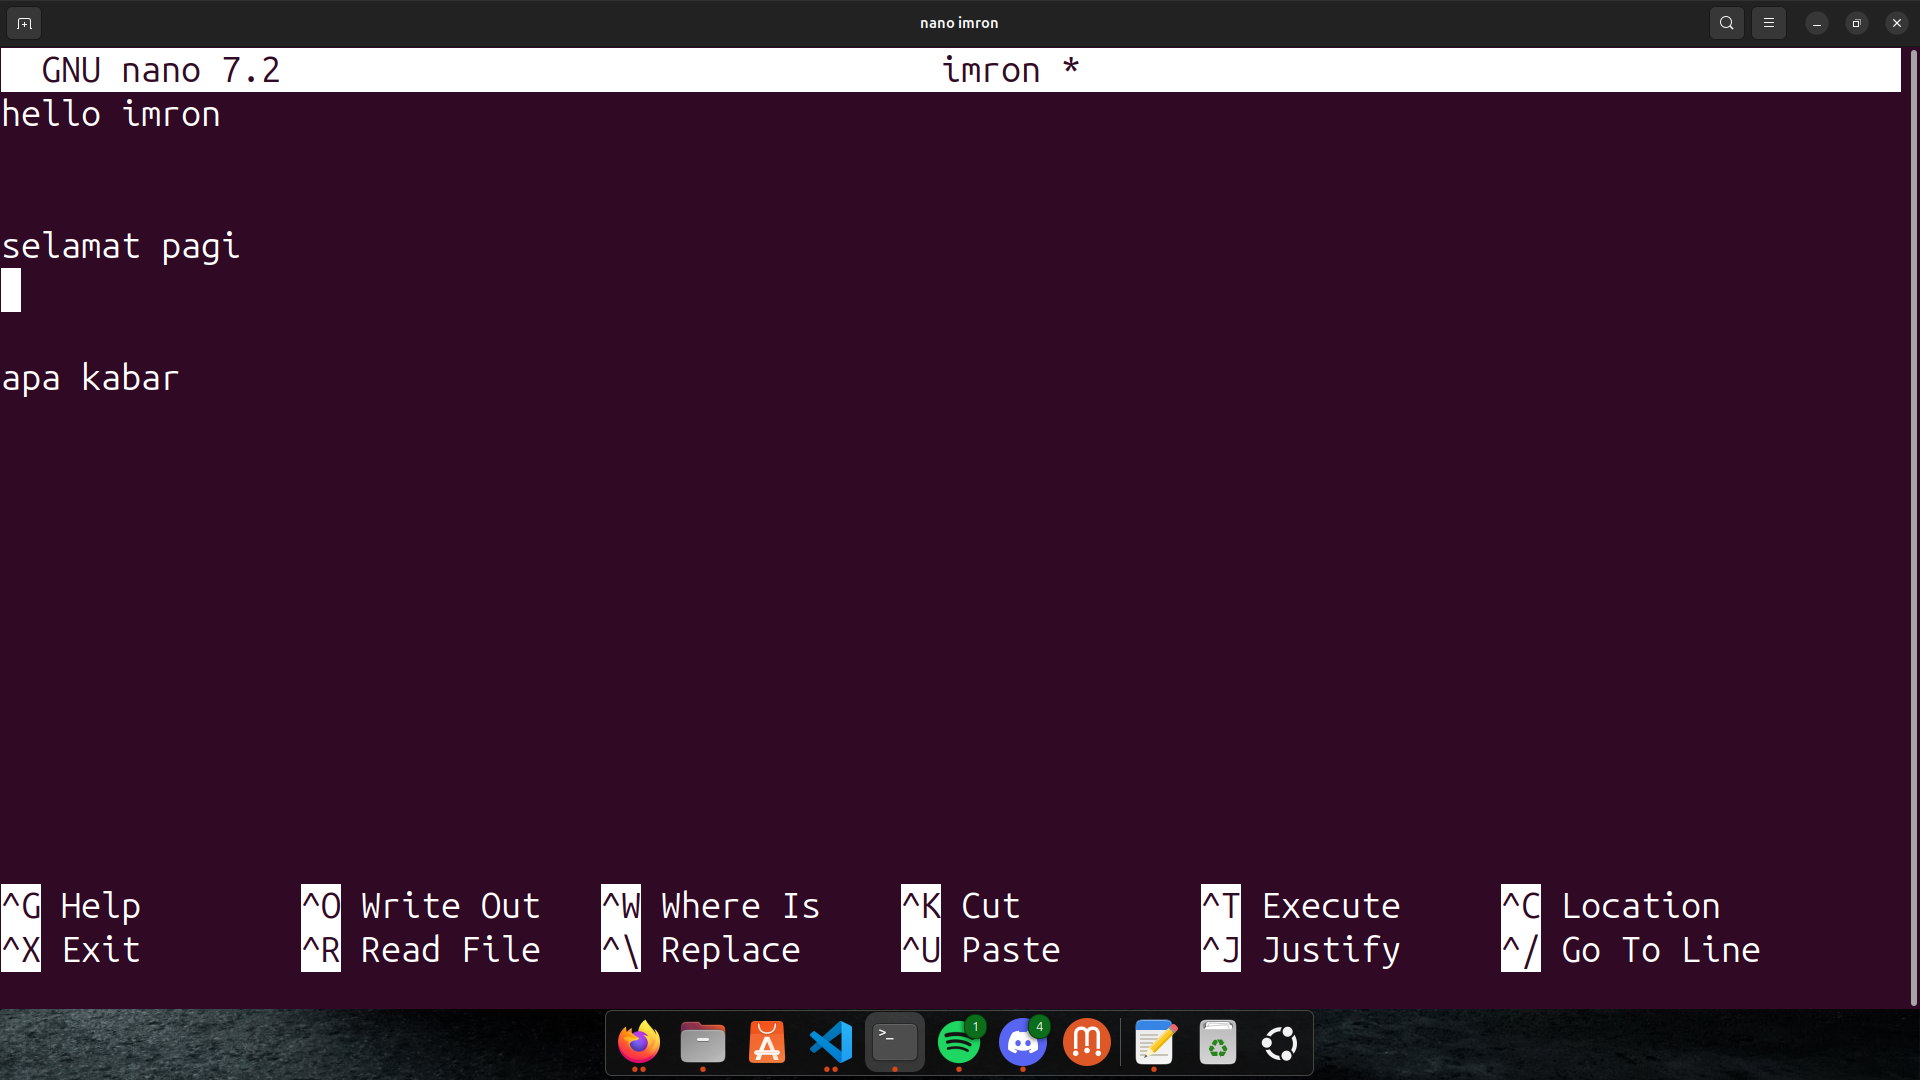 nano imron
GNU nano 7.2 imron *
hello imron
selamat pagi
apa kabar
^G Help ^O Write Out ^W Where Is ^K Cut ^T Execute ^C Location
^X Exit ^R Read File ^\ Replace ^U Paste ^J Justify ^/ Go To Line
>_ 1 4